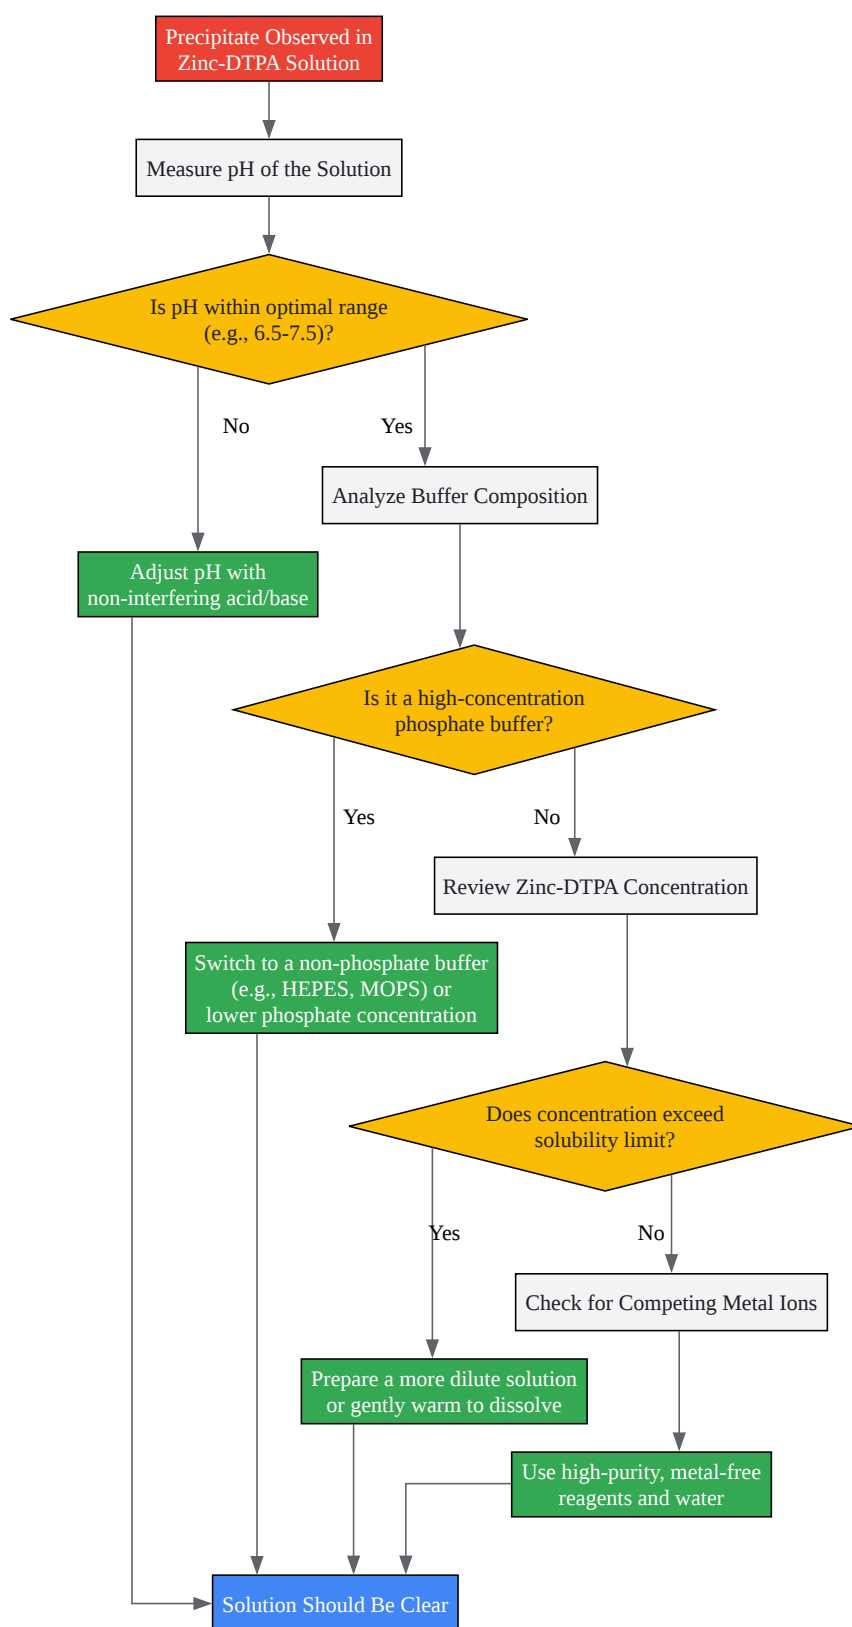 Precipitate Observed in
Zinc-DTPA Solution
Measure pH of the Solution
Is pH within optimal range
(e.g., 6.5-7.5)?
No
Yes
Analyze Buffer Composition
Adjust pH with
non-interfering acid/base
Is it a high-concentration
phosphate buffer?
Yes
No
Review Zinc-DTPA Concentration
Switch to a non-phosphate buffer
(e.g., HEPES, MOPS) or
lower phosphate concentration
Does concentration exceed
solubility limit?
Yes
No
Check for Competing Metal Ions
Prepare a more dilute solution
or gently warm to dissolve
Use high-purity, metal-free
reagents and water
Solution Should Be Clear